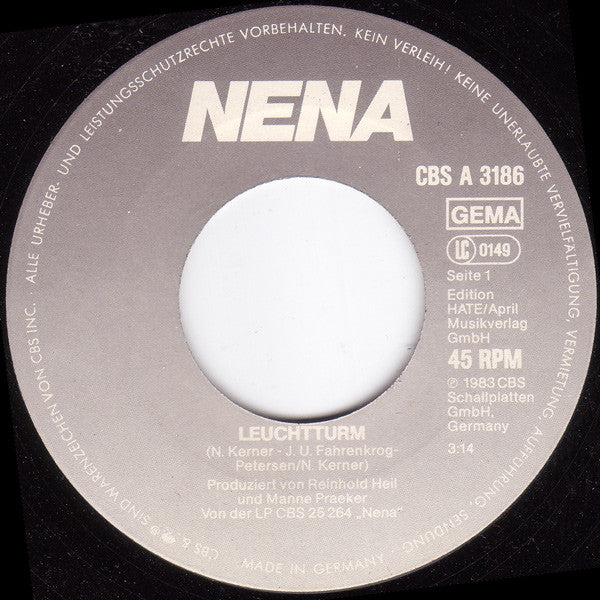 ALLE URHEBER- UND LEISTUNGSSCHUTZRECHTE VORBEHALTEN. KEIN VERLEIH! KEINE UNERLAUBTE VERVIELFÄLTIGUNG, VERMIETUNG, AUFFÜHRUNG, SENDUNG.
NENA
CBS A 3186
GEMA
LC 0149
Seite 1
Edition
HATE/April
Musikverlag
GmbH
45 RPM
℗ 1983 CBS
Schallplatten
GmbH,
Germany
3:14
LEUCHTTURM
(N. Kerner - J. U. Fahrenkrog-
Petersen/N. Kerner)
Produziert von Reinhold Heil
und Manne Praeker
Von der LP CBS 25 264 „Nena"
CBS & SIND WARENZEICHEN VON CBS INC.
MADE IN GERMANY